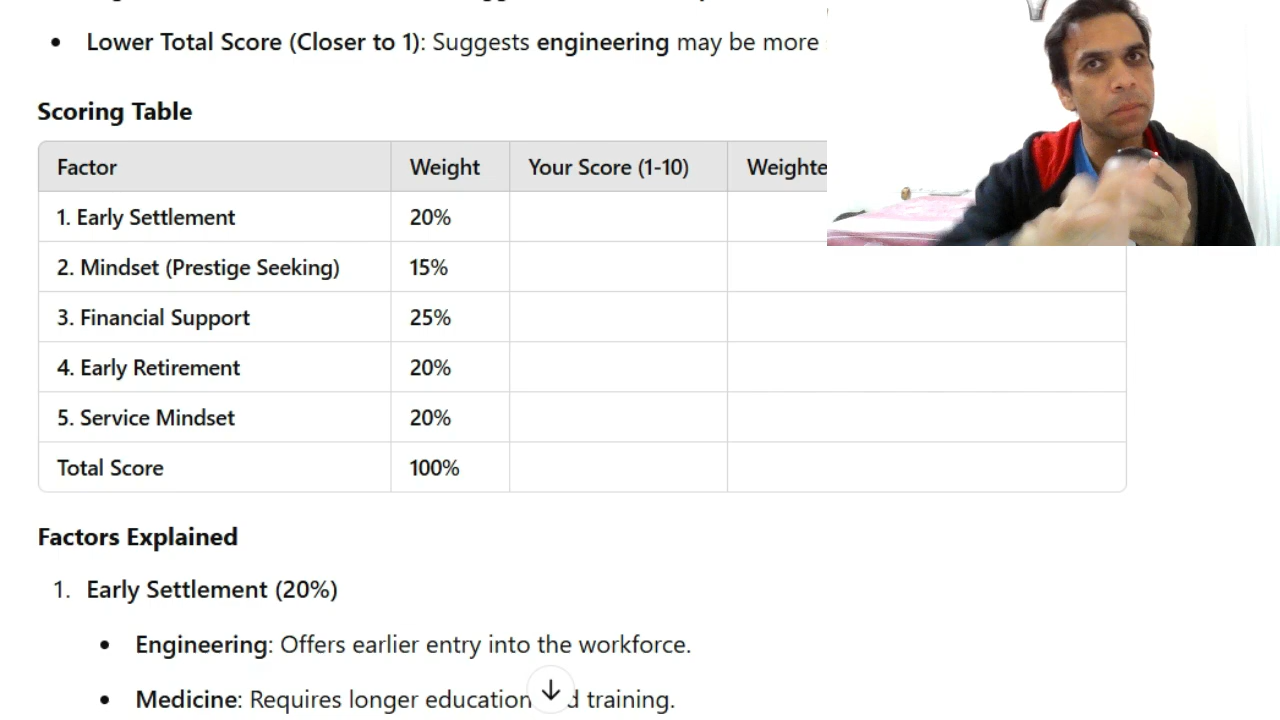 Lower Total Score (Closer to 1): Suggests engineering may be more
Scoring Table
Factor Weight Your Score (1-10) Weighte
1. Early Settlement 20%
2. Mindset (Prestige Seeking) 15%
3. Financial Support 25%
4. Early Retirement 20%
5. Service Mindset 20%
Total Score 100%
Factors Explained
1. Early Settlement (20%)
Engineering: Offers earlier entry into the workforce.
Medicine: Requires longer education training.